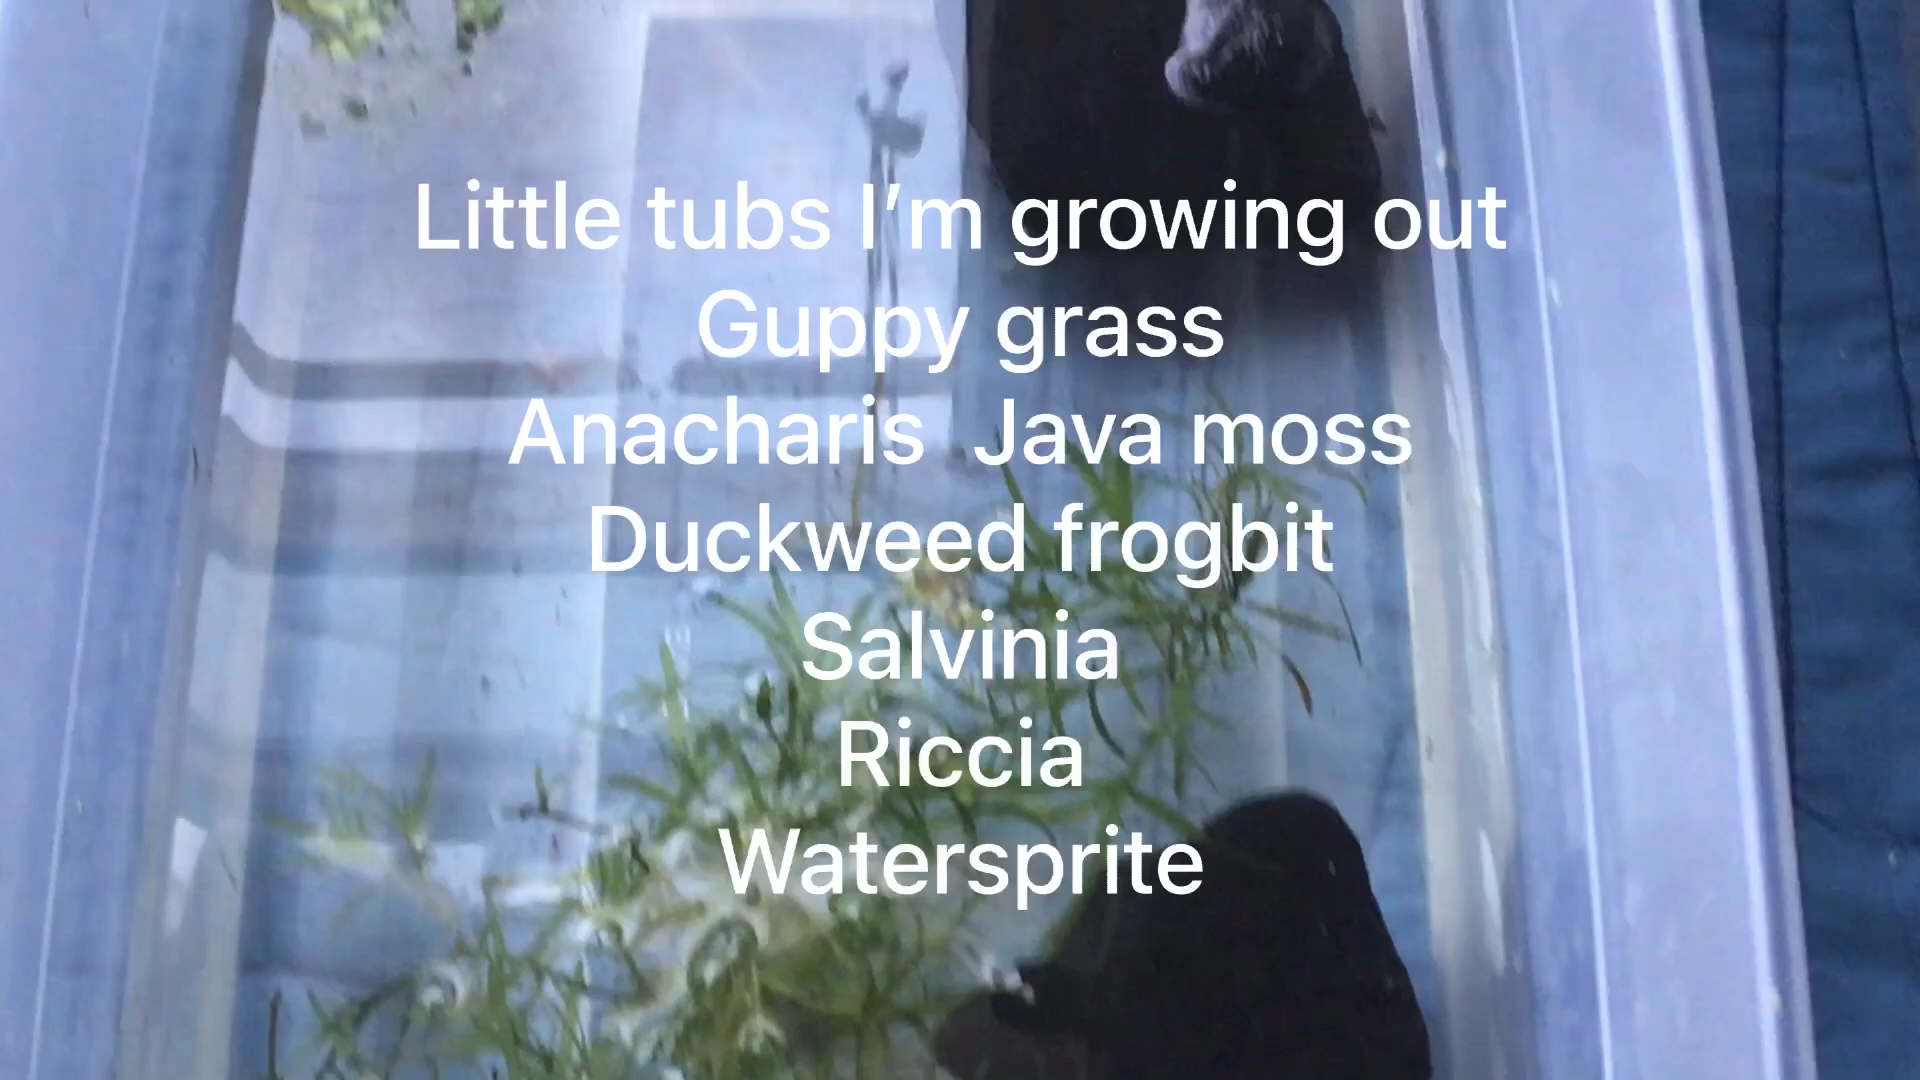 Little tubs I’m growing out
Guppy grass
Anacharis  Java moss
Duckweed frogbit
Salvinia
Riccia
Watersprite